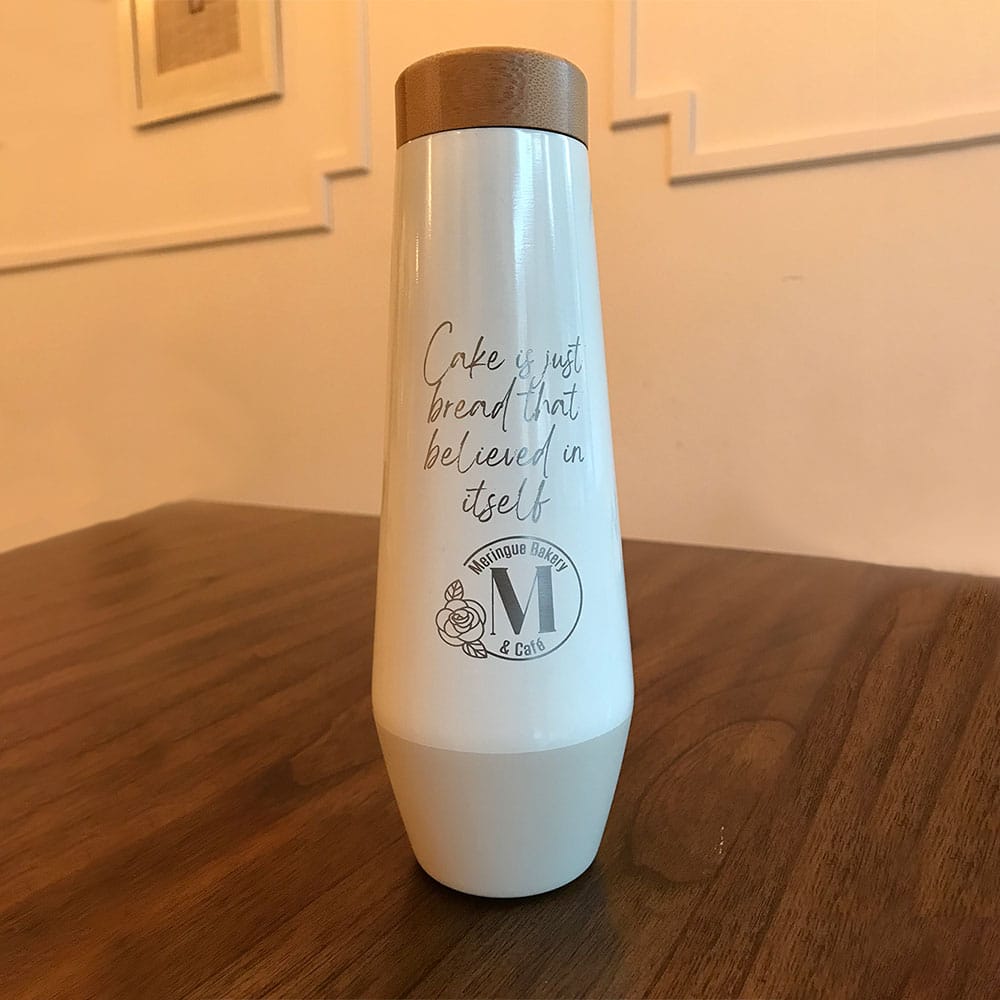 Cake is just
bread that
believed in
itself
Meringue Bakery
M
& Café